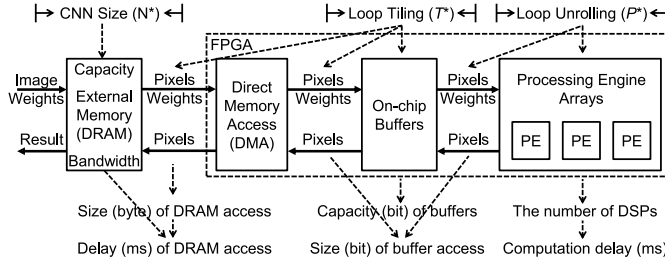 CNN Size (N*)
Loop Tiling (T*)
Loop Unrolling (P*)
FPGA
Image
Weights
Result
Capacity
External
Memory
(DRAM)
Bandwidth
Pixels
Weights
Pixels
Direct
Memory
Access
(DMA)
Pixels
Weights
Pixels
On-chip
Buffers
Pixels
Weights
Pixels
Processing Engine
Arrays
PE PE PE
Size (byte) of DRAM access
Capacity (bit) of buffers
The number of DSPs
Delay (ms) of DRAM access
Size (bit) of buffer access
Computation delay (ms)